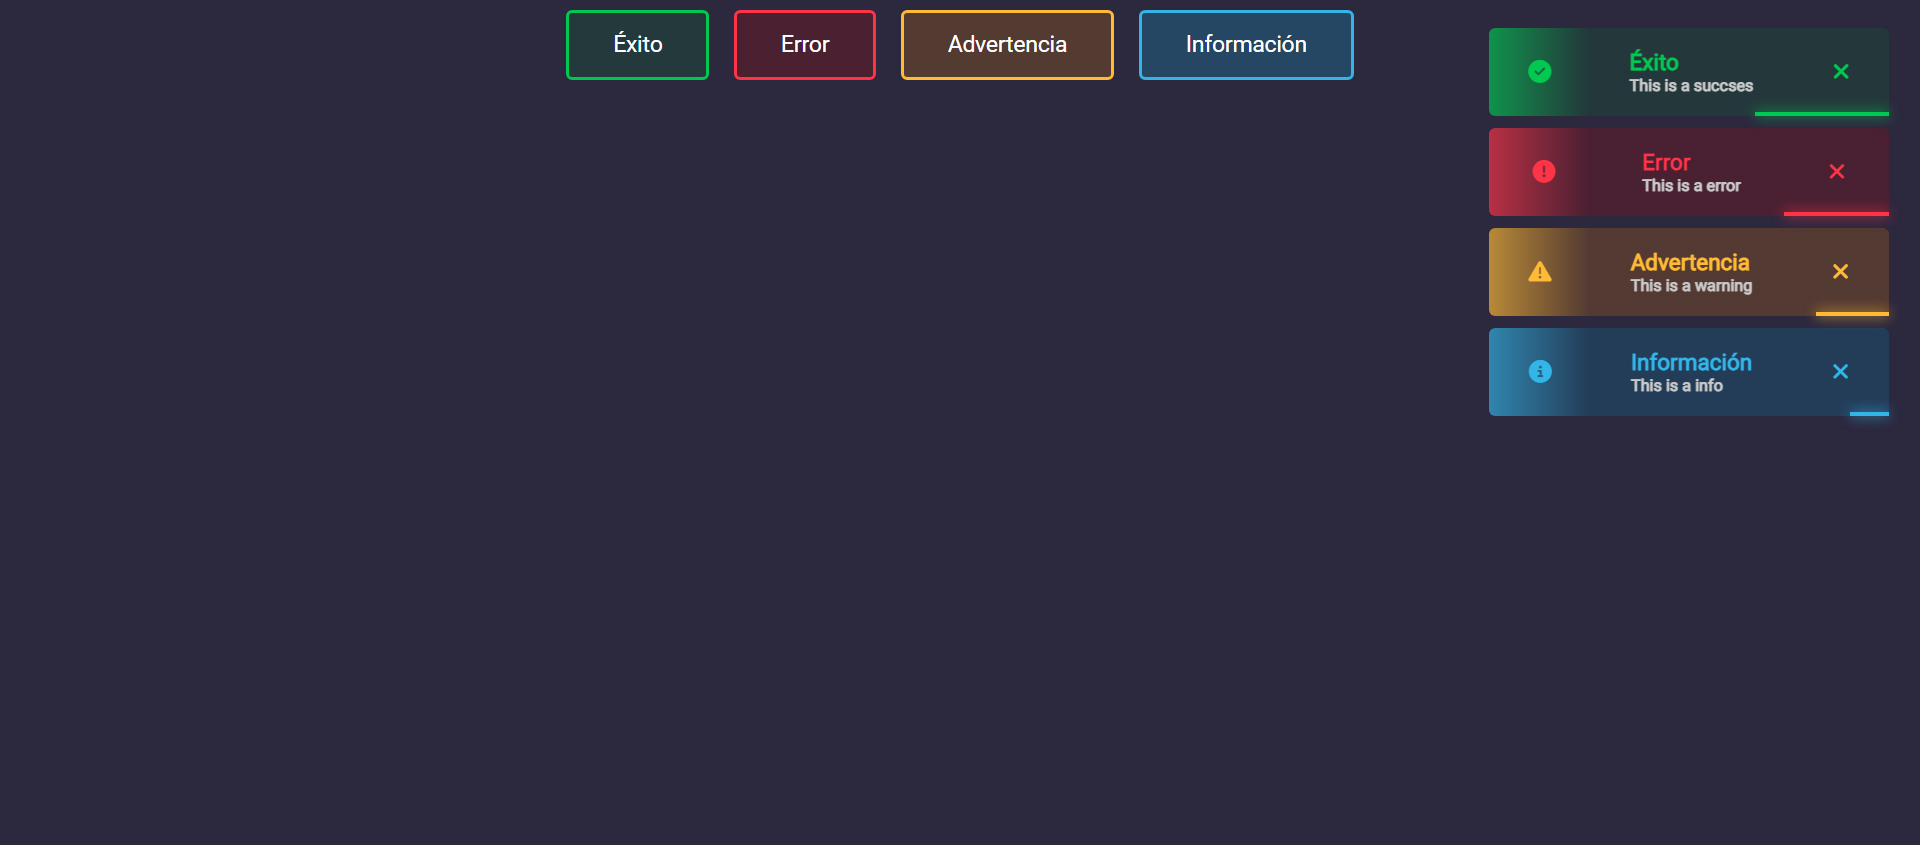 Éxito
Error
Advertencia
Información
Éxito
This is a succses
Error
This is a error
Advertencia
This is a warning
Información
This is a info